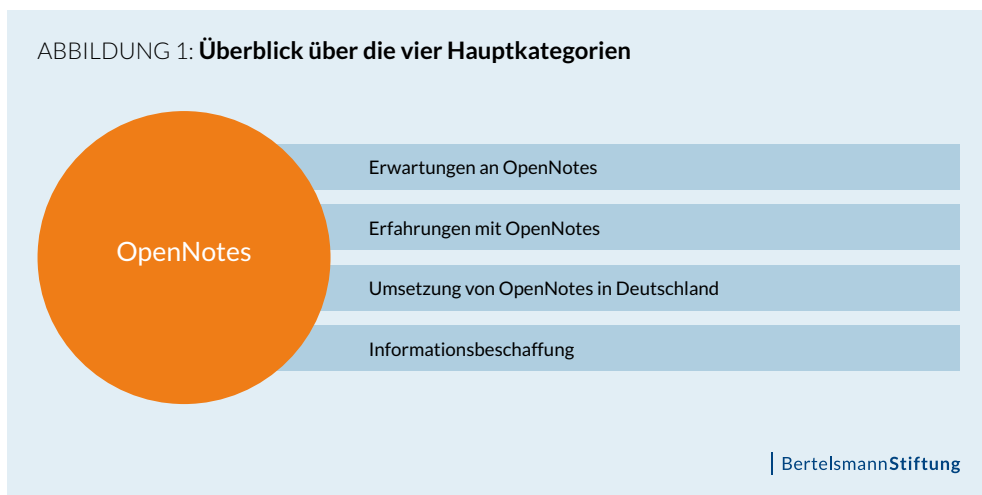 ABBILDUNG 1: Überblick über die vier Hauptkategorien
OpenNotes
Erwartungen an OpenNotes
Erfahrungen mit OpenNotes
Umsetzung von OpenNotes in Deutschland
Informationsbeschaffung
BertelsmannStiftung